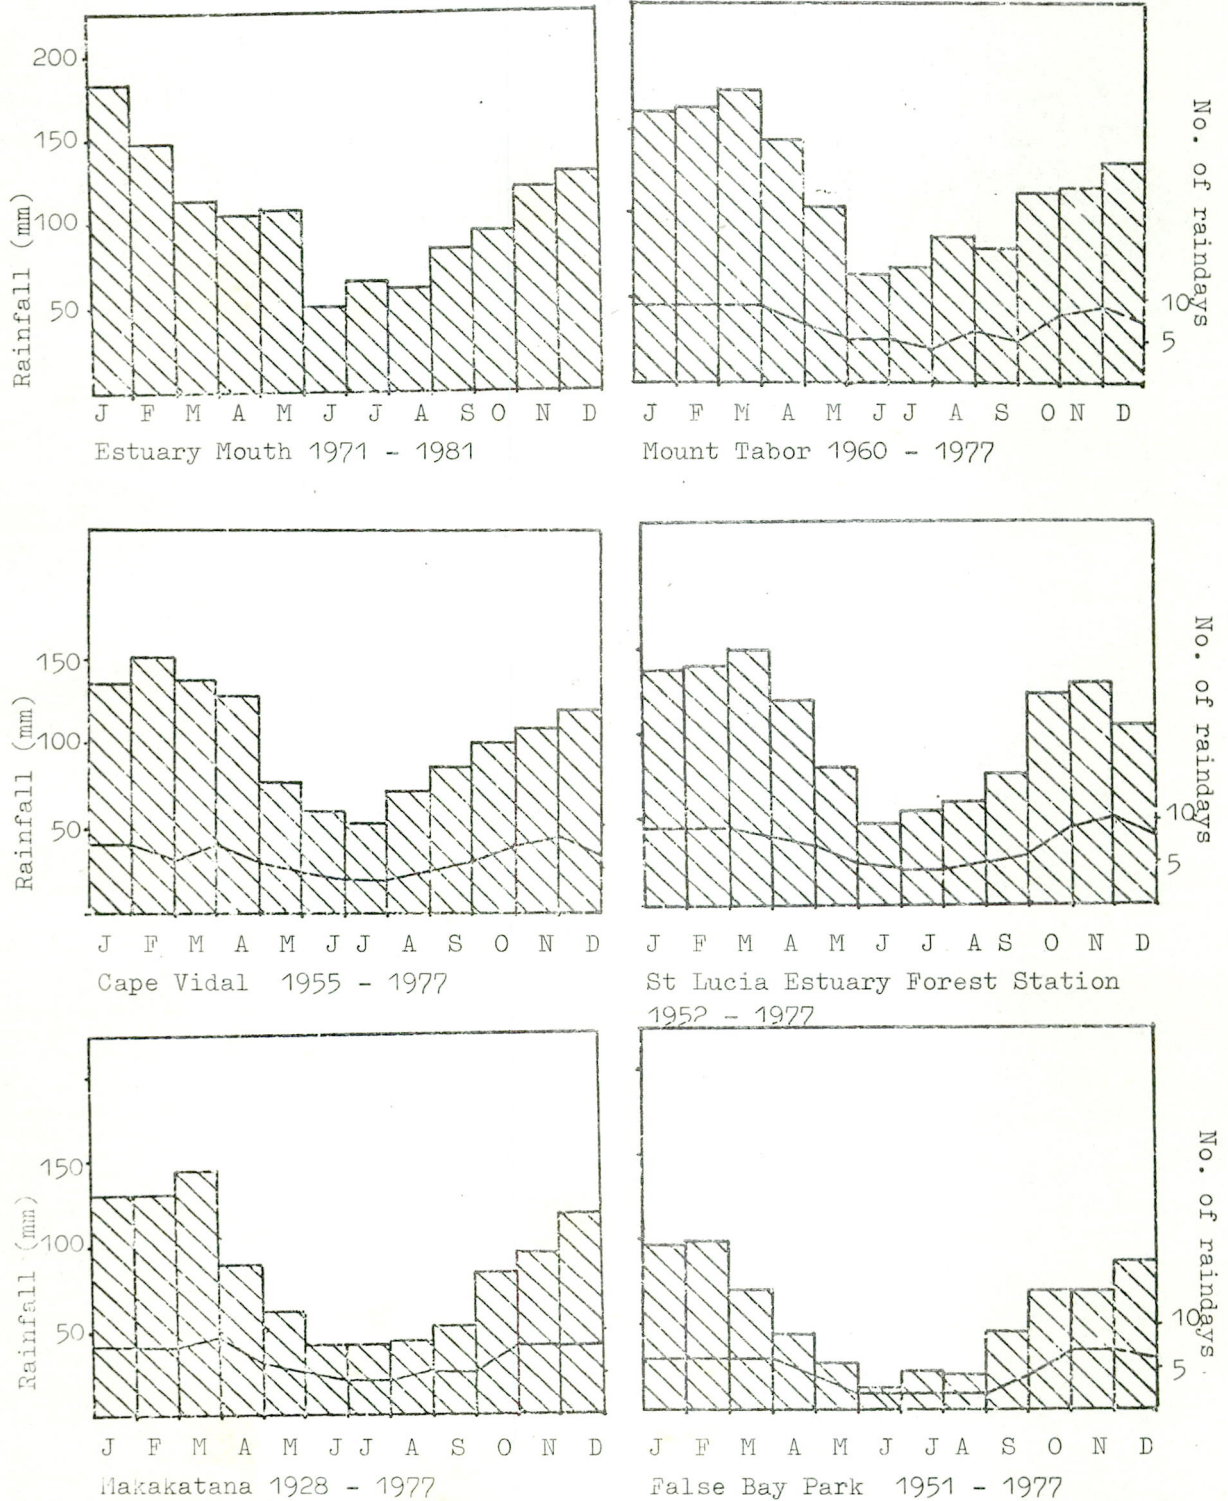 200
150
100
50
Rainfall (mm)
J F M A M J J A S O N D
Estuary Mouth 1971 - 1981
No. of raindays
10
5
J F M A M J J A S O N D
Mount Tabor 1960 - 1977
150
100
50
Rainfall (mm)
J F M A M J J A S O N D
Cape Vidal 1955 - 1977
No. of raindays
10
5
J F M A M J J A S O N D
St Lucia Estuary Forest Station
1952 - 1977
150
100
50
Rainfall (mm)
J F M A M J J A S O N D
Makakatana 1928 - 1977
No. of raindays
10
5
J F M A M J J A S O N D
False Bay Park 1951 - 1977